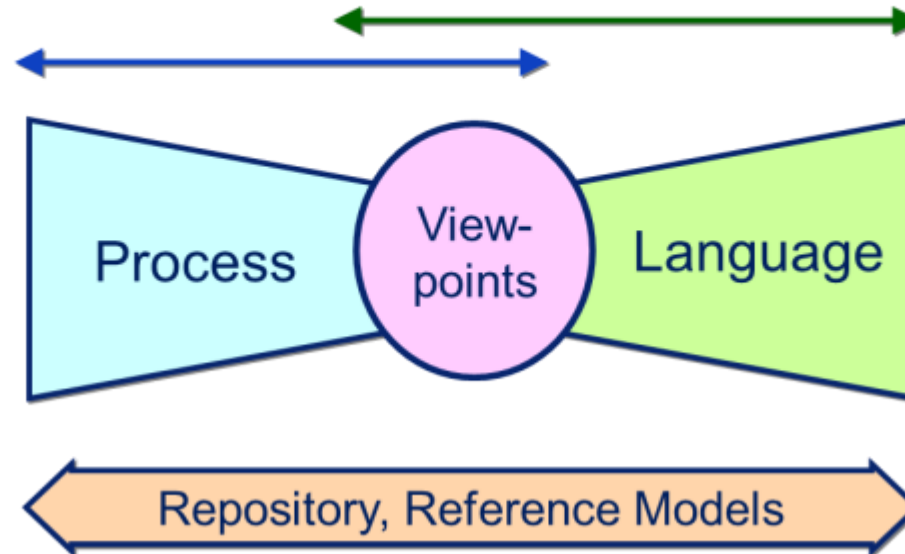 Process
View-
points
Language
Repository, Reference Models